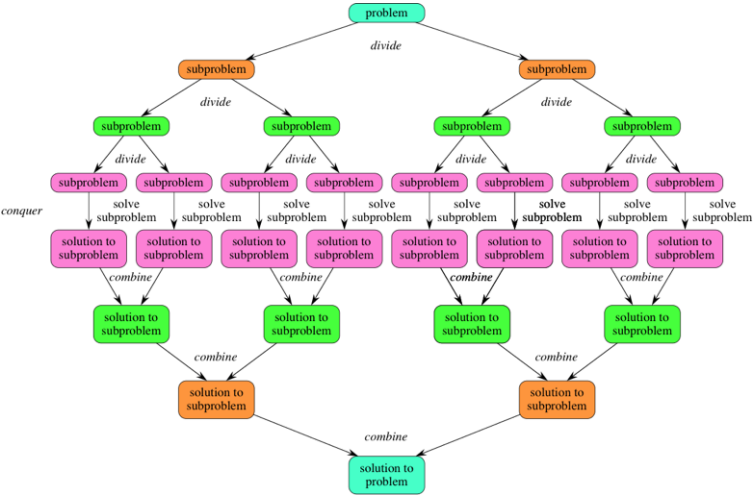 problem
divide
subproblem subproblem
divide divide
subproblem subproblem subproblem subproblem
divide divide divide divide
subproblem subproblem subproblem subproblem subproblem subproblem subproblem subproblem
solve solve solve solve solve solve solve solve
conquer
subproblem subproblem subproblem subproblem subproblem subproblem subproblem subproblem
solution to solution to solution to solution to solution to solution to solution to solution to
subproblem subproblem subproblem subproblem subproblem subproblem subproblem subproblem
combine combine combine combine
solution to solution to solution to solution to
subproblem subproblem subproblem subproblem
combine combine
solution to solution to
subproblem subproblem
combine
solution to
problem